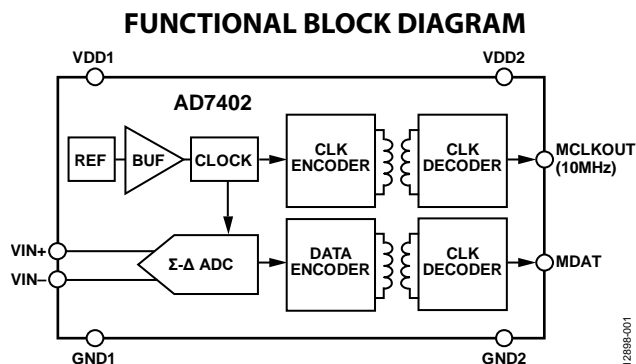 FUNCTIONAL BLOCK DIAGRAM
VDD1
VDD2
AD7402
REF
BUF
CLOCK
CLK
ENCODER
CLK
DECODER
MCLKOUT
(10MHz)
VIN+
VIN–
Σ-Δ ADC
DATA
ENCODER
CLK
DECODER
MDAT
GND1
GND2
12898-001